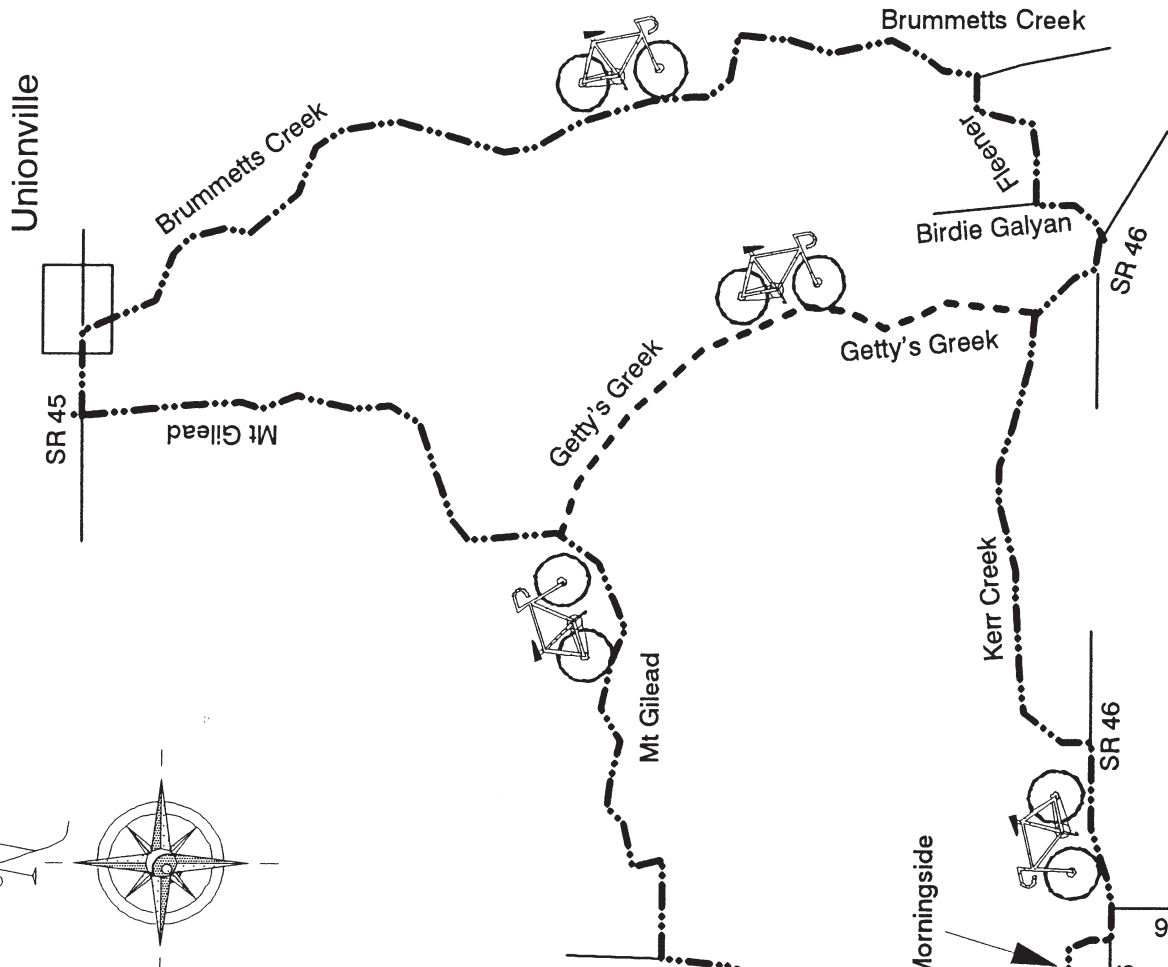 Brummetts Creek
Unionville
Brummetts Creek
Fleener
Birdie Galyan
SR 46
Getty's Greek
Getty's Greek
SR 45
Mt Gilead
Kerr Creek
Mt Gilead
SR 46
Morningside
9